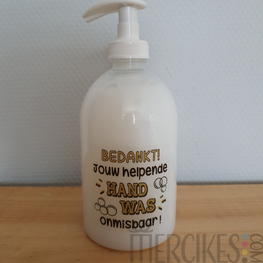 BEDANKT!
Jouw helpende
HAND
WAS
onmisbaar!
MERCIKES.COM